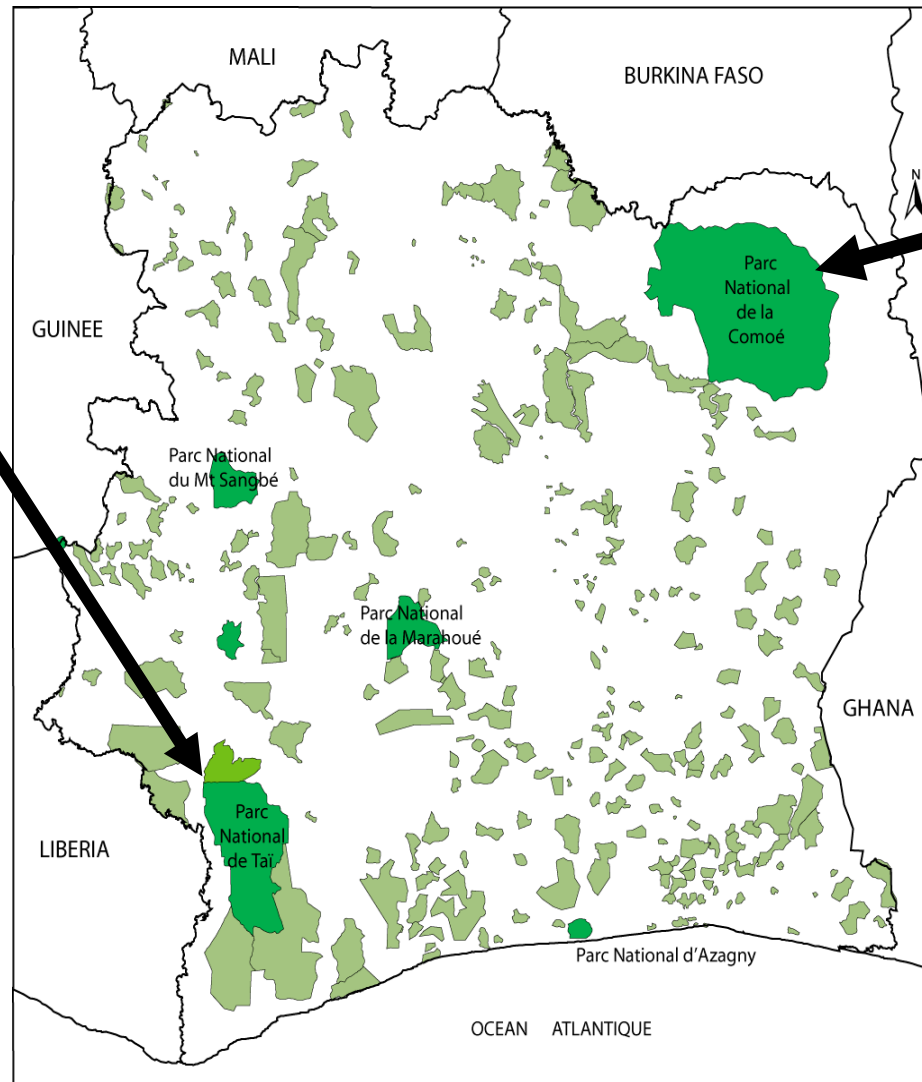 MALI
BURKINA FASO
N
Parc
National
de la
Comoé
GUINEE
Parc National
du Mt Sangbé
Parc National
de la Marahoué
GHANA
Parc
National
de Taï
LIBERIA
Parc National d'Azagny
OCEAN ATLANTIQUE